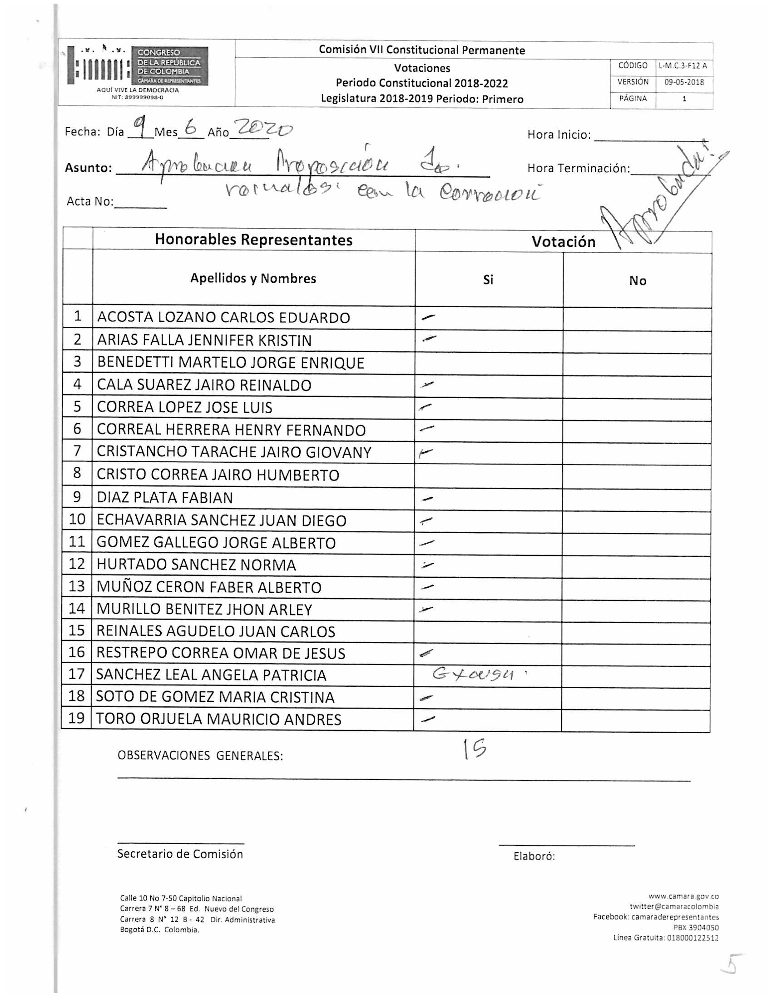 CONGRESO
DE LA REPÚBLICA
DE COLOMBIA
CÁMARA DE REPRESENTANTES
AQUÍ VIVE LA DEMOCRACIA
NIT: 899999098-0
Comisión VII Constitucional Permanente
Votaciones
Periodo Constitucional 2018-2022
Legislatura 2018-2019 Periodo: Primero
CÓDIGO L-M.C.3-F12 A
VERSIÓN 09-05-2018
PÁGINA 1
Fecha: Día 9 Mes 6 Año 2020
Hora Inicio:
Asunto: Aprobacion Proposición
Hora Terminación:
con la
Acta No:
Aprobada
Honorables Representantes Votación
Apellidos y Nombres Si No
1 ACOSTA LOZANO CARLOS EDUARDO
2 ARIAS FALLA JENNIFER KRISTIN
3 BENEDETTI MARTELO JORGE ENRIQUE
4 CALA SUAREZ JAIRO REINALDO
5 CORREA LOPEZ JOSE LUIS
6 CORREAL HERRERA HENRY FERNANDO
7 CRISTANCHO TARACHE JAIRO GIOVANY
8 CRISTO CORREA JAIRO HUMBERTO
9 DIAZ PLATA FABIAN
10 ECHAVARRIA SANCHEZ JUAN DIEGO
11 GOMEZ GALLEGO JORGE ALBERTO
12 HURTADO SANCHEZ NORMA
13 MUÑOZ CERON FABER ALBERTO
14 MURILLO BENITEZ JHON ARLEY
15 REINALES AGUDELO JUAN CARLOS
16 RESTREPO CORREA OMAR DE JESUS
17 SANCHEZ LEAL ANGELA PATRICIA
18 SOTO DE GOMEZ MARIA CRISTINA
19 TORO ORJUELA MAURICIO ANDRES
15
OBSERVACIONES GENERALES:
Secretario de Comisión
Elaboró:
Calle 10 No 7-50 Capitolio Nacional
Carrera 7 N° 8 – 68 Ed. Nuevo del Congreso
Carrera 8 N° 12 B - 42 Dir. Administrativa
Bogotá D.C. Colombia.
www.camara.gov.co
twitter@camaracolombia
Facebook: camaraderepresentantes
PBX 3904050
Línea Gratuita: 018000122512
5